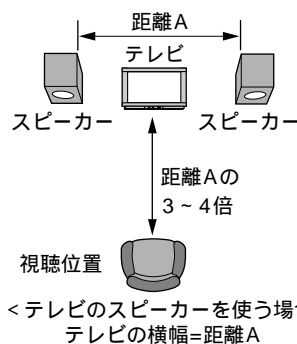 距離A
テレビ
スピーカー
スピーカー
距離Aの
3 ~ 4倍
視聴位置
<テレビのスピーカーを使う場
テレビの横幅=距離A